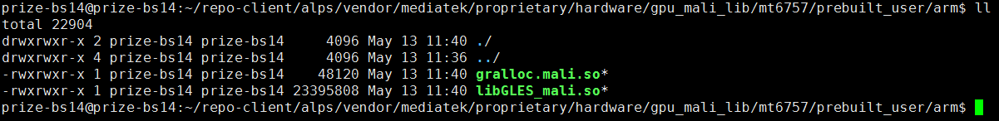 prize-bs14@prize-bs14:~/repo-client/alps/vendor/mediatek/proprietary/hardware/gpu_mali_lib/mt6757/prebuilt_user/arm$ ll
total 22904
drwxrwxr-x 2 prize-bs14 prize-bs14     4096 May 13 11:40 ./
drwxrwxr-x 4 prize-bs14 prize-bs14     4096 May 13 11:36 ../
-rwxrwxr-x 1 prize-bs14 prize-bs14    48120 May 13 11:40 gralloc.mali.so*
-rwxrwxr-x 1 prize-bs14 prize-bs14 23395808 May 13 11:40 libGLES_mali.so*
prize-bs14@prize-bs14:~/repo-client/alps/vendor/mediatek/proprietary/hardware/gpu_mali_lib/mt6757/prebuilt_user/arm$